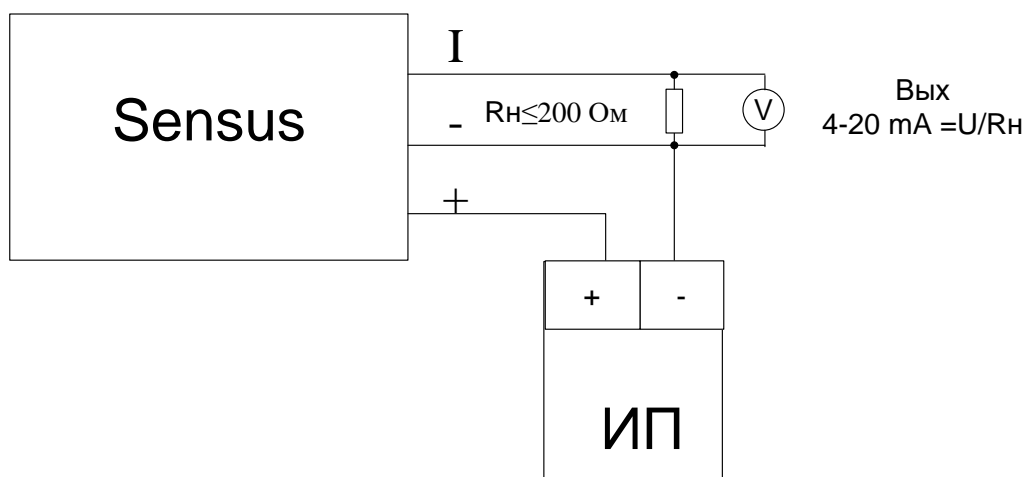 I
Sensus
Rн≤200 Ом
V
Вых
4-20 mA =U/Rн
-
+
+ -
ИП